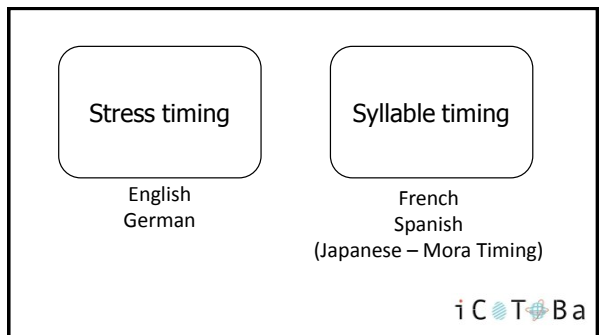 Stress timing
English
German
Syllable timing
French
Spanish
(Japanese – Mora Timing)
iCoToBa